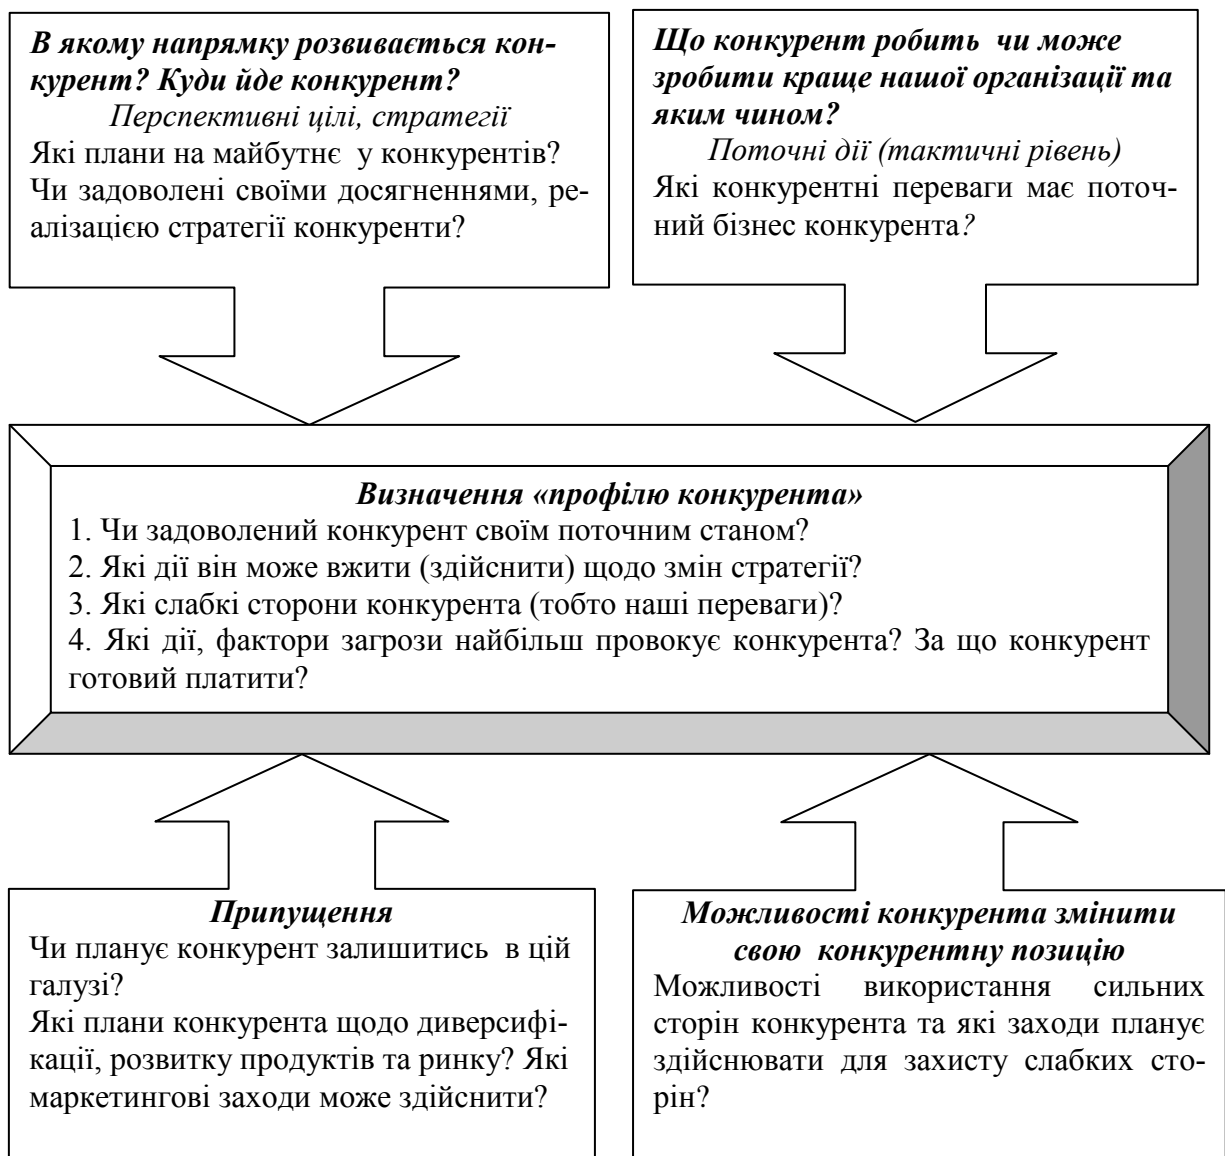 В якому напрямку розвивається кон-
курент? Куди йде конкурент?
Перспективні цілі, стратегії
Які плани на майбутнє у конкурентів?
Чи задоволені своїми досягненнями, ре-
алізацією стратегії конкуренти?
Що конкурент робить чи може
зробити краще нашої організації та
яким чином?
Поточні дії (тактичні рівень)
Які конкурентні переваги має поточ-
ний бізнес конкурента?
Визначення «профілю конкурента»
1. Чи задоволений конкурент своїм поточним станом?
2. Які дії він може вжити (здійснити) щодо змін стратегії?
3. Які слабкі сторони конкурента (тобто наші переваги)?
4. Які дії, фактори загрози найбільш провокує конкурента? За що конкурент
готовий платити?
Припущення
Чи планує конкурент залишитись в цій
галузі?
Які плани конкурента щодо диверсифі-
кації, розвитку продуктів та ринку? Які
маркетингові заходи може здійснити?
Можливості конкурента змінити
свою конкурентну позицію
Можливості використання сильних
сторін конкурента та які заходи планує
здійснювати для захисту слабких сто-
рін?